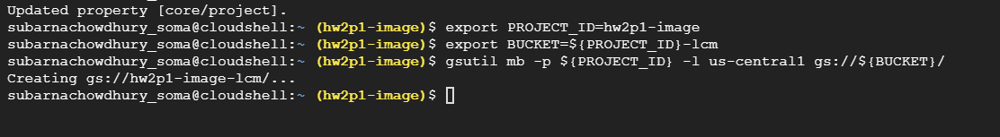 Updated property [core/project].
subarnachowdhury_soma@cloudshell:~ (hw2p1-image)$ export PROJECT_ID=hw2p1-image
subarnachowdhury_soma@cloudshell:~ (hw2p1-image)$ export BUCKET=${PROJECT_ID}-lcm
subarnachowdhury_soma@cloudshell:~ (hw2p1-image)$ gsutil mb -p ${PROJECT_ID} -l us-central1 gs://${BUCKET}/
Creating gs://hw2p1-image-lcm/...
subarnachowdhury_soma@cloudshell:~ (hw2p1-image)$